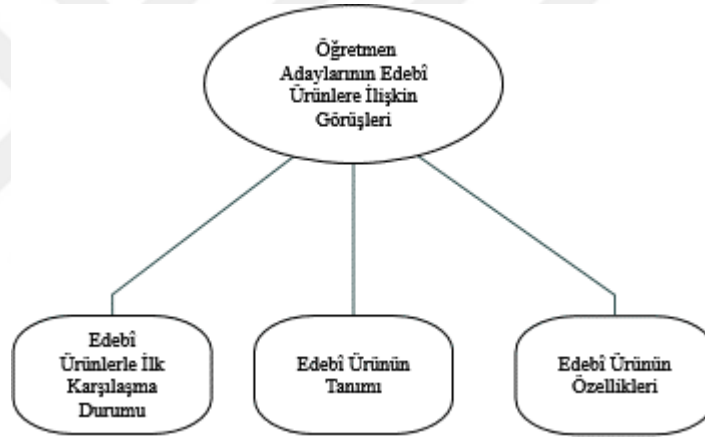 Öğretmen
Adaylarının Edebî
Ürünlere İlişkin
Görüşleri
Edebî
Ürünlerle İlk
Karşılaşma
Durumu
Edebî Ürünün
Tanımı
Edebî Ürünün
Özellikleri